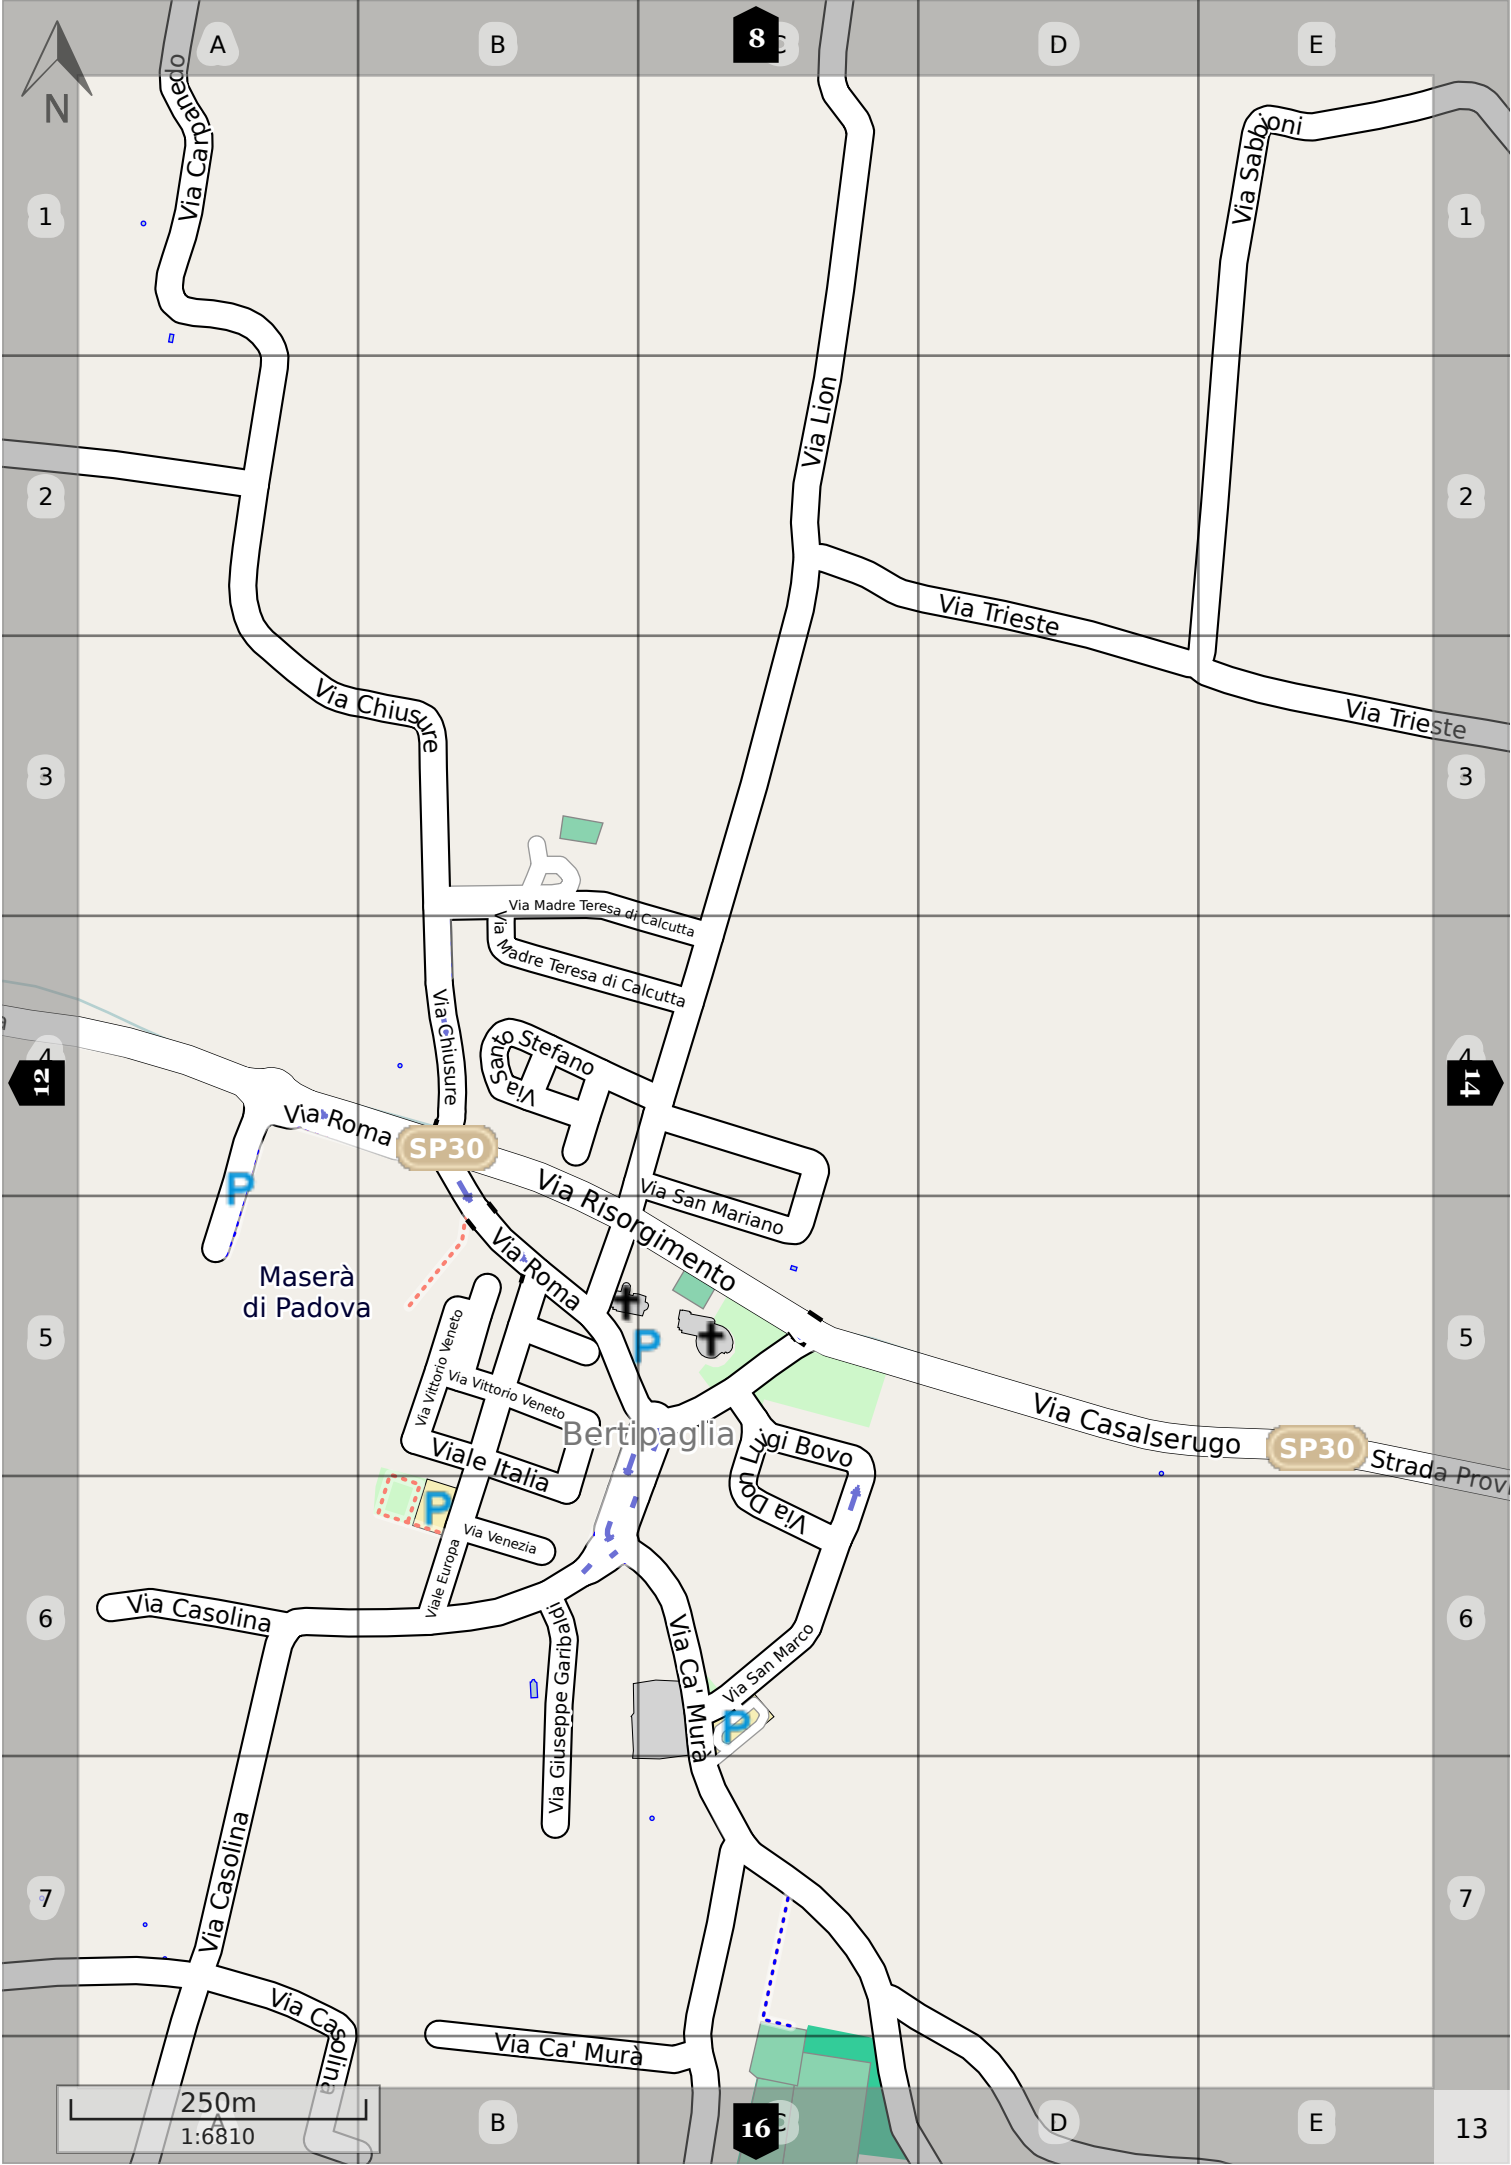 A
B
8
C
D
E
N
Via Carpanedo
Via Sabbioni
1
1
Via Lion
2
2
Via Trieste
Via Chiusure
Via Trieste
3
3
Via Madre Teresa di Calcutta
Via Madre Teresa di Calcutta
Via Chiusure
Via Santo Stefano
a
4
4
12
14
Via Roma
SP30
P
Via Risorgimento
Via San Mariano
Via Roma
Maserà
di Padova
5
5
P
Via Vittorio Veneto
Via Vittorio Veneto
Via Casalserugo
SP30
Strada Provi
Bertipaglia
Viale Italia
Via Don Luigi Bovo
P
Via Venezia
Viale Europa
Via Casolina
6
6
Via Giuseppe Garibaldi
Via Ca' Murà
Via San Marco
P
Via Casolina
7
7
Via Casolina
Via Ca' Murà
250m
1:6810
A
B
16
C
D
E
13